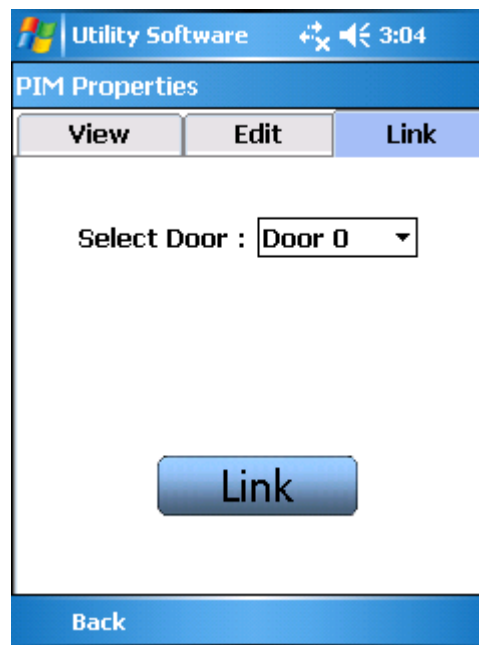 Utility Software 3:04
PIM Properties
View Edit Link
Select Door : Door 0
Link
Back